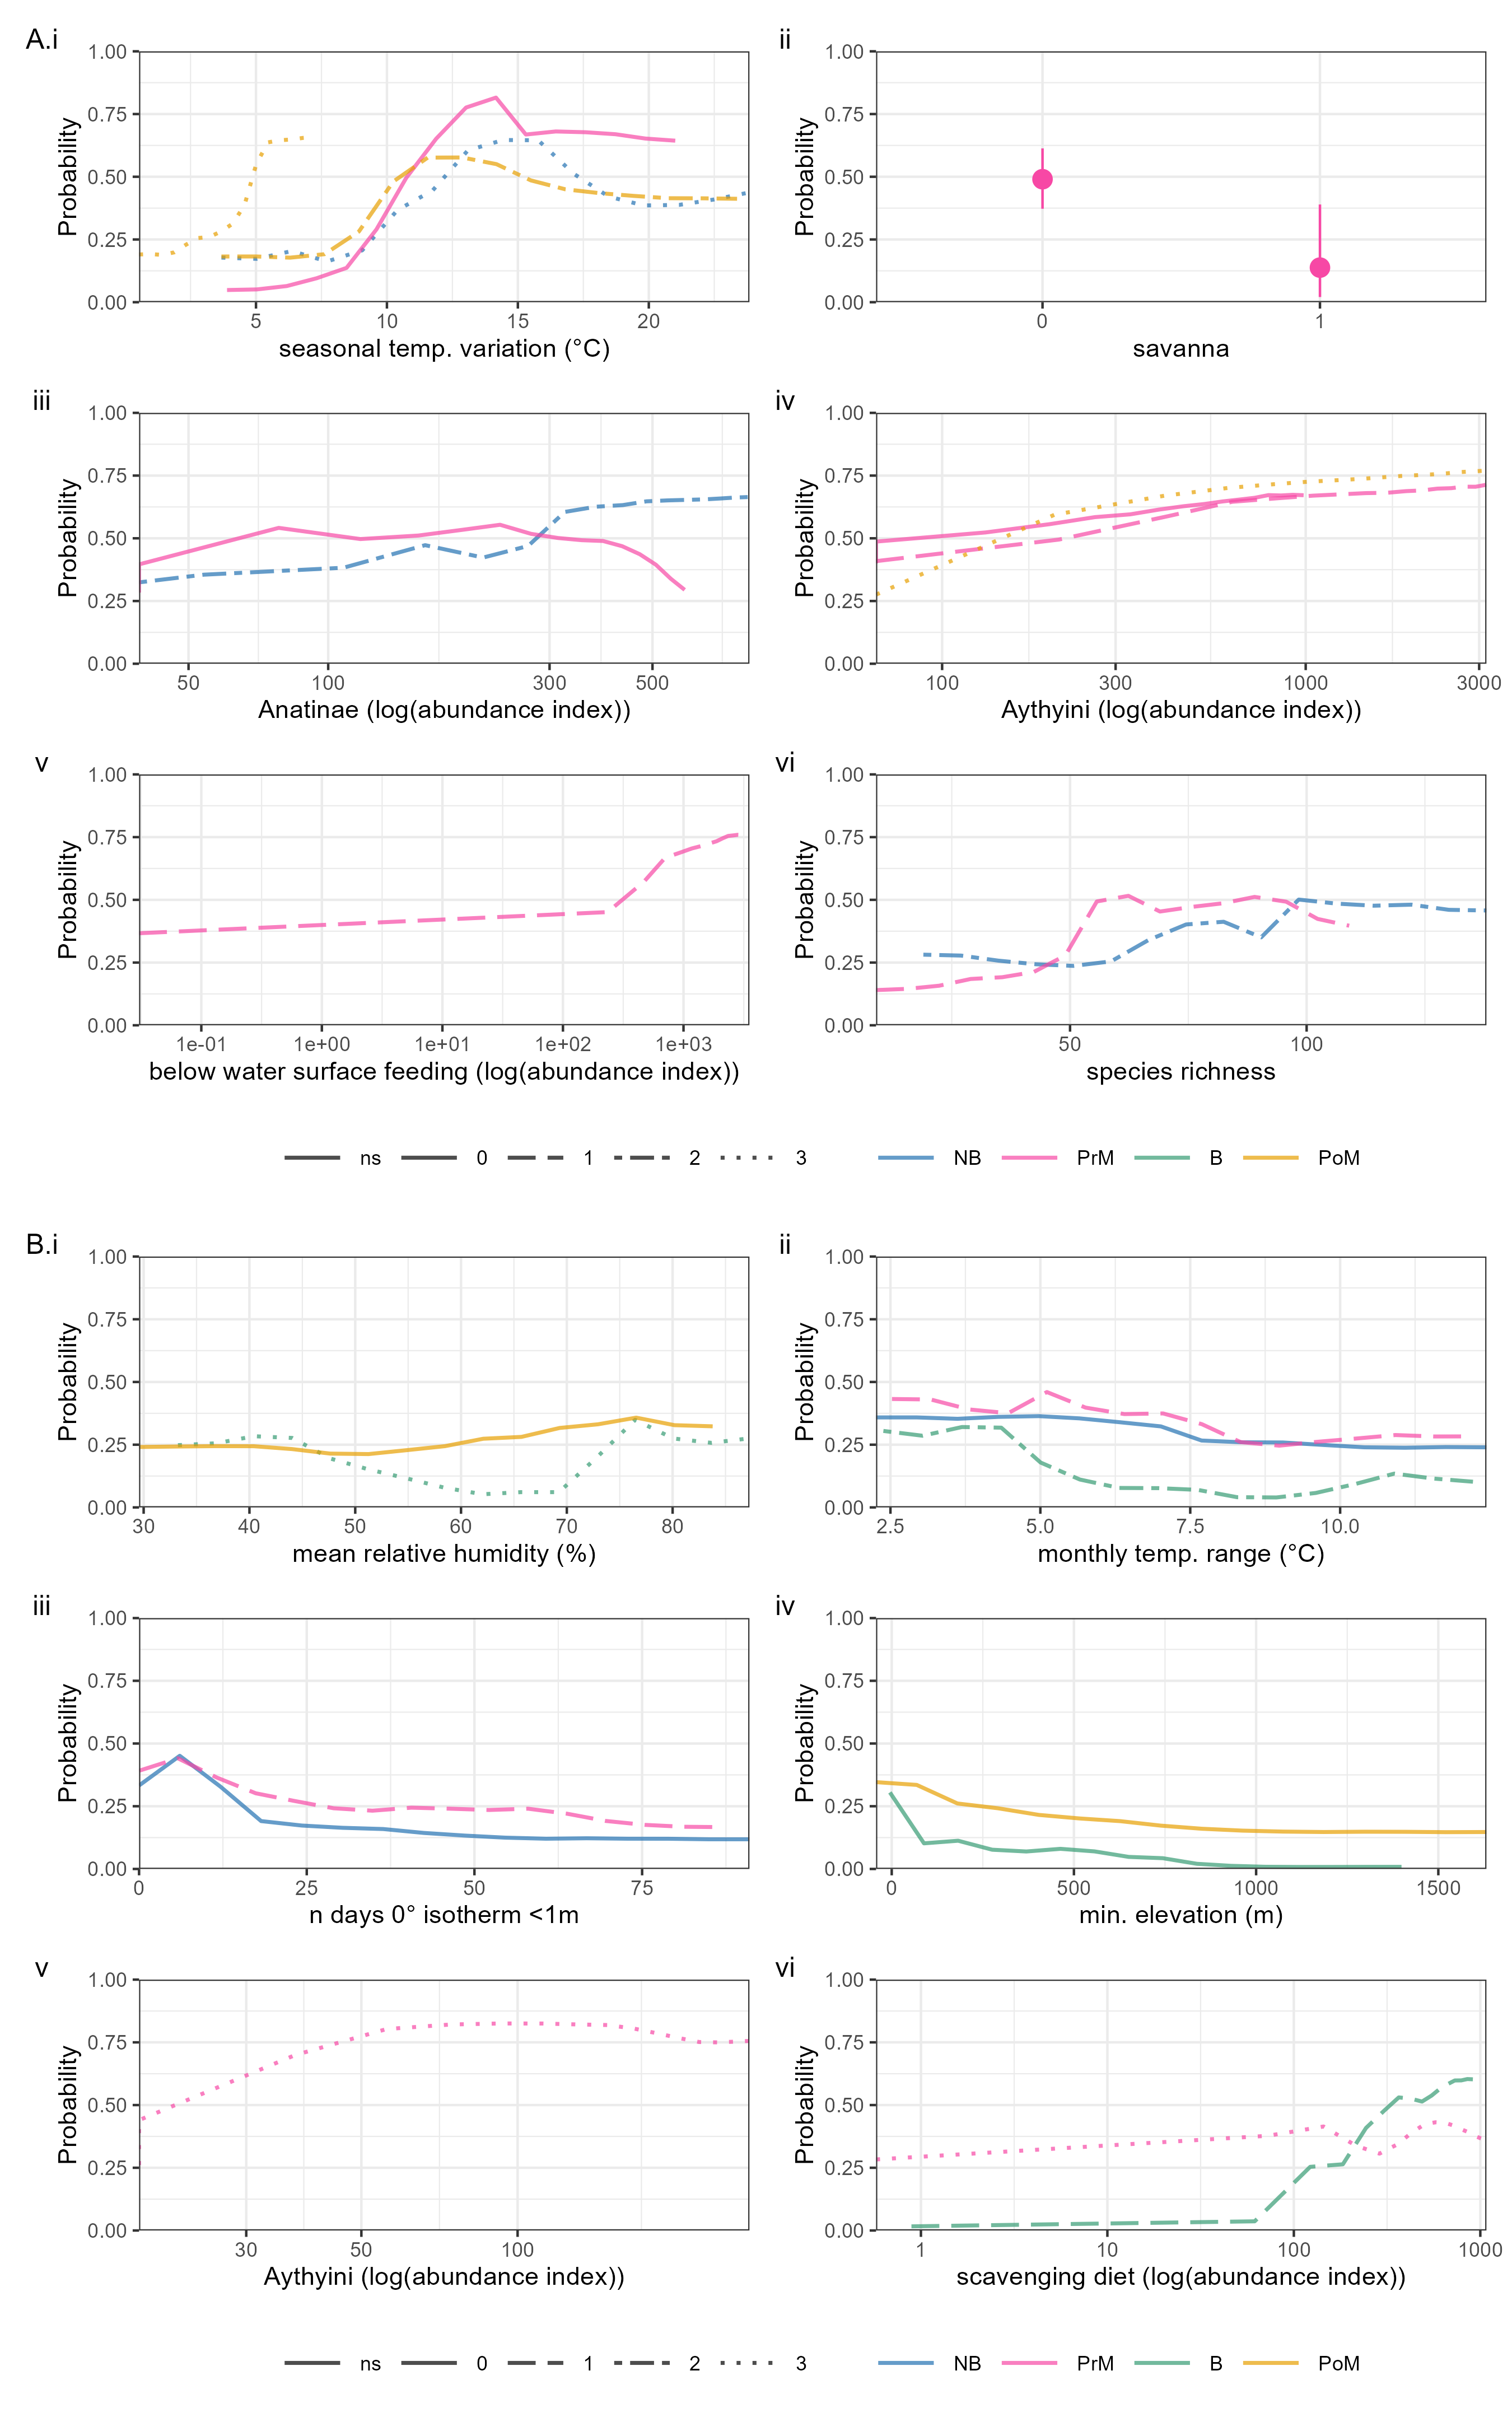 A.i
1.00
0.75
0.50
0.25
0.00
Probability
5 10 15 20
seasonal temp. variation (°C)
ii
1.00
0.75
0.50
0.25
0.00
Probability
0 1
savanna
iii
1.00
0.75
0.50
0.25
0.00
Probability
50 100 300 500
Anatinae (log(abundance index))
iv
1.00
0.75
0.50
0.25
0.00
Probability
100 300 1000 3000
Aythyini (log(abundance index))
v
1.00
0.75
0.50
0.25
0.00
Probability
1e-01 1e+00 1e+01 1e+02 1e+03
below water surface feeding (log(abundance index))
vi
1.00
0.75
0.50
0.25
0.00
Probability
50 100
species richness
ns 0 1 2 3 NB PrM B PoM
B.i
1.00
0.75
0.50
0.25
0.00
Probability
30 40 50 60 70 80
mean relative humidity (%)
ii
1.00
0.75
0.50
0.25
0.00
Probability
2.5 5.0 7.5 10.0
monthly temp. range (°C)
iii
1.00
0.75
0.50
0.25
0.00
Probability
0 25 50 75
n days 0° isotherm <1m
iv
1.00
0.75
0.50
0.25
0.00
Probability
0 500 1000 1500
min. elevation (m)
v
1.00
0.75
0.50
0.25
0.00
Probability
30 50 100
Aythyini (log(abundance index))
vi
1.00
0.75
0.50
0.25
0.00
Probability
1 10 100 1000
scavenging diet (log(abundance index))
ns 0 1 2 3 NB PrM B PoM